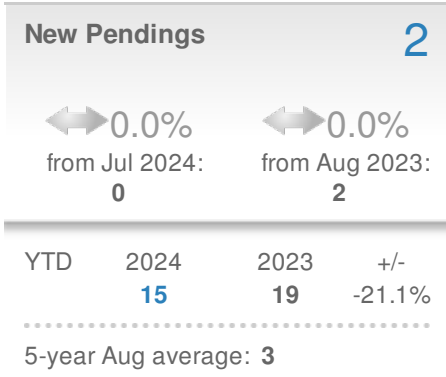 New Pendings 2
0.0% 0.0%
from Jul 2024: from Aug 2023:
0 2
YTD 2024 2023 +/-
15 19 -21.1%
5-year Aug average: 3